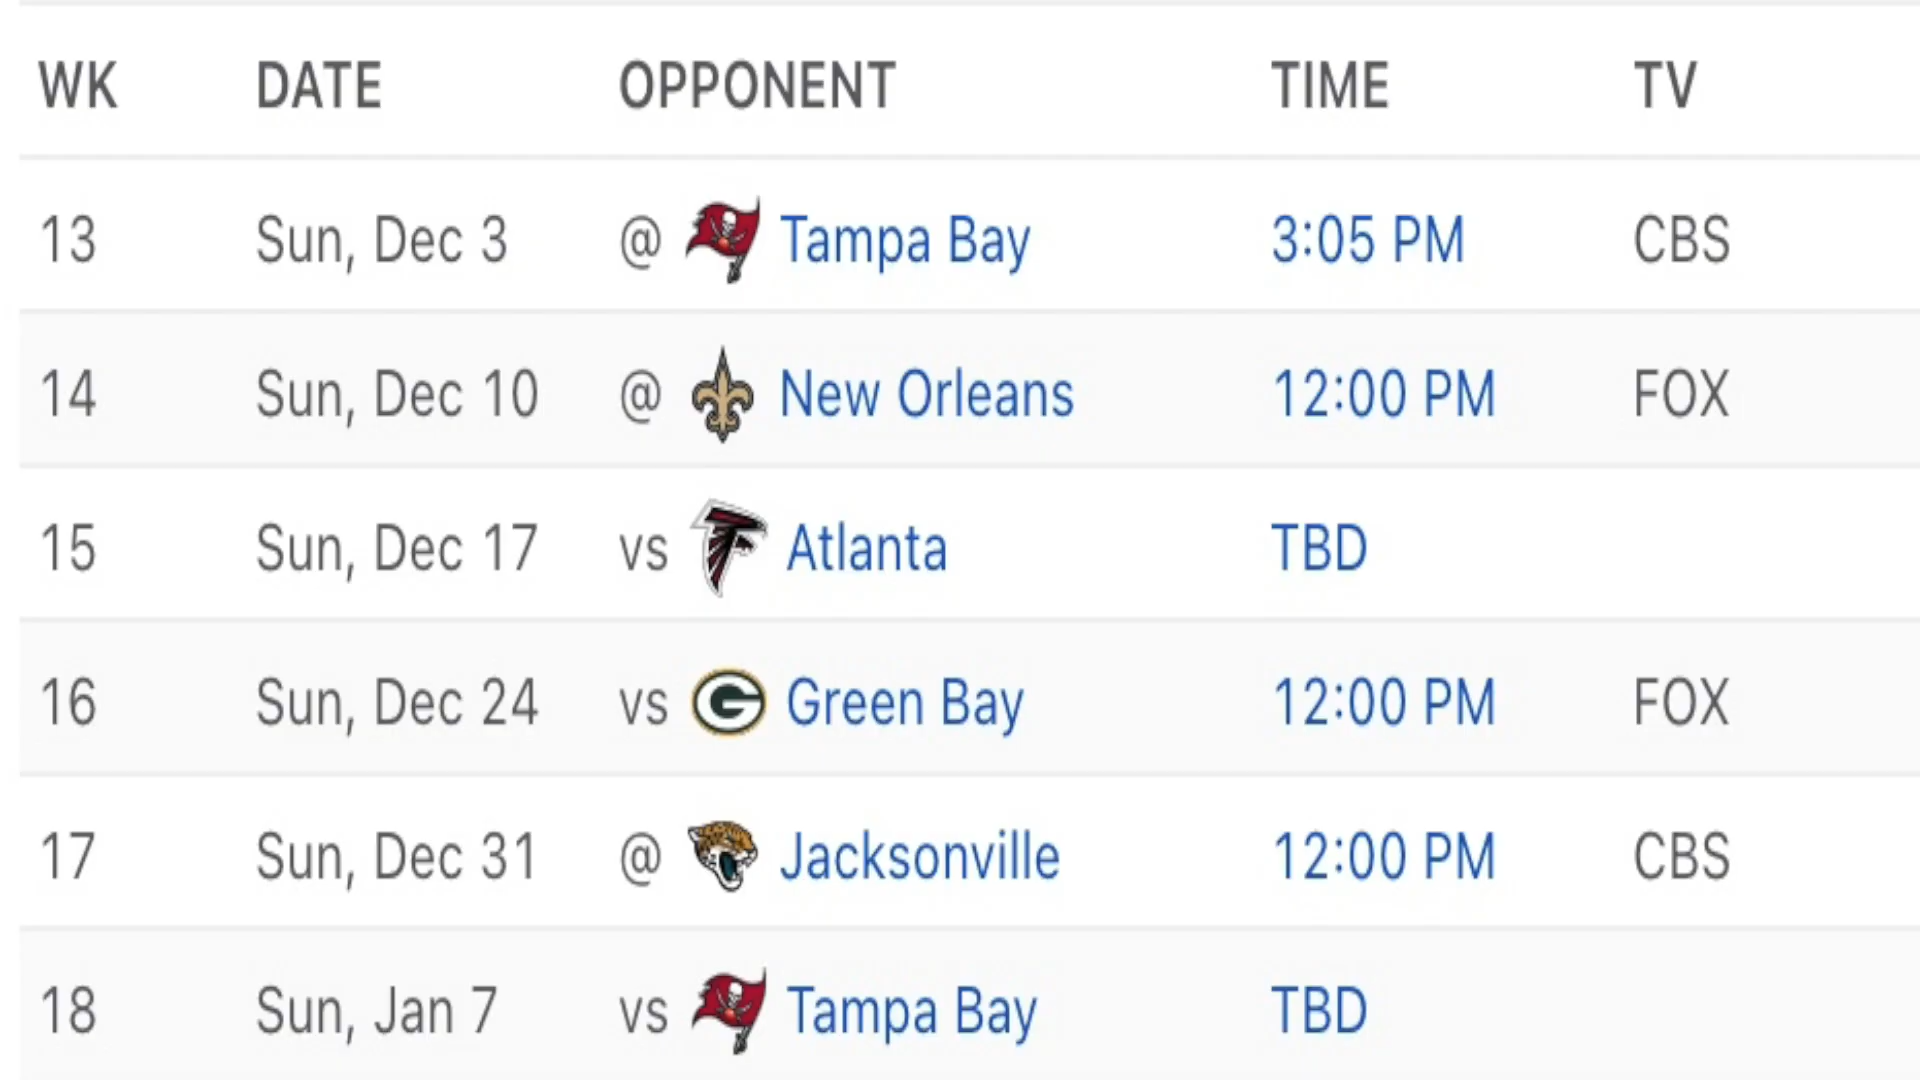 WK DATE OPPONENT TIME TV
13 Sun, Dec 3 @ Tampa Bay 3:05 PM CBS
14 Sun, Dec 10 @ New Orleans 12:00 PM FOX
15 Sun, Dec 17 vs Atlanta TBD
16 Sun, Dec 24 vs G Green Bay 12:00 PM FOX
17 Sun, Dec 31 @ Jacksonville 12:00 PM CBS
18 Sun, Jan 7 vs Tampa Bay TBD